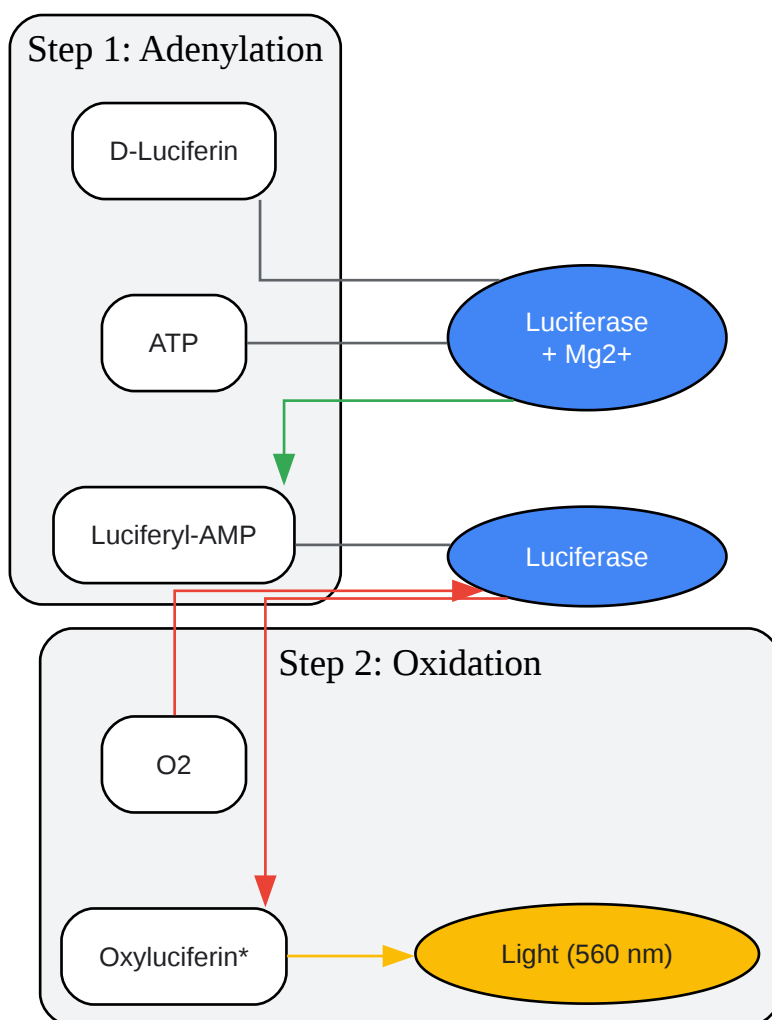 Step 1: Adenylation
D-Luciferin
ATP
Luciferase
+ Mg2+
Luciferyl-AMP
Luciferase
Step 2: Oxidation
O2
Oxyluciferin*
Light (560 nm)